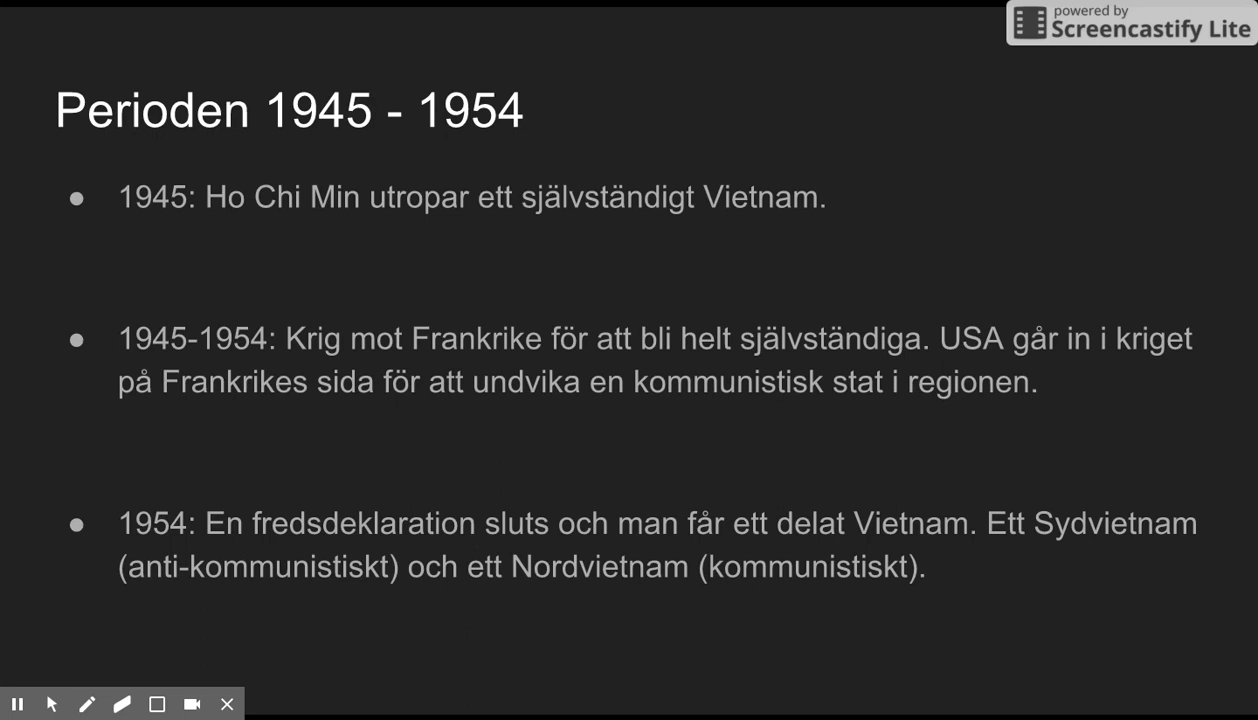 powered by
Screencastify Lite
Perioden 1945 - 1954
● 1945: Ho Chi Min utropar ett självständigt Vietnam.
● 1945-1954: Krig mot Frankrike för att bli helt självständiga. USA går in i kriget
på Frankrikes sida för att undvika en kommunistisk stat i regionen.
● 1954: En fredsdeklaration sluts och man får ett delat Vietnam. Ett Sydvietnam
(anti-kommunistiskt) och ett Nordvietnam (kommunistiskt).